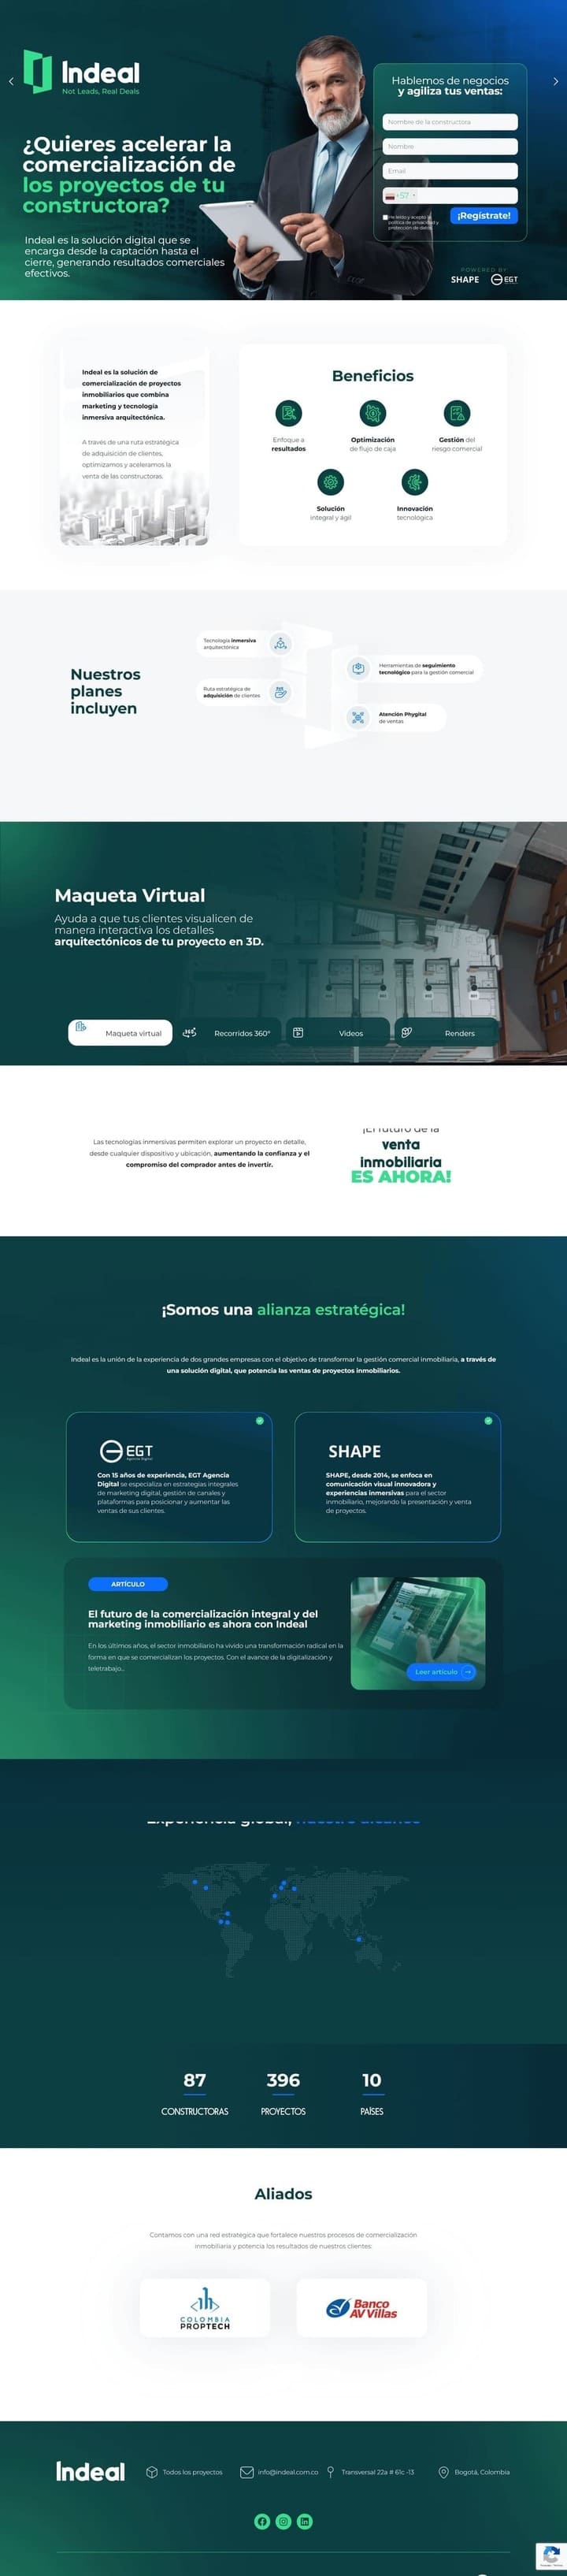 Indeal
Not Leads, Real Deals
¿Quieres acelerar la
comercialización de
los proyectos de tu
constructora?
Indeal es la solución digital que se
encarga desde la captación hasta el
cierre, generando resultados comerciales
efectivos.
Hablemos de negocios
y agiliza tus ventas:
Nombre de la constructora
Nombre
Email
+57
He leído y acepto la
política de privacidad y
protección de datos
¡Regístrate!
POWERED BY
SHAPE EGT
Indeal es la solución de
comercialización de proyectos
inmobiliarios que combina
marketing y tecnología
inmersiva arquitectónica.
A través de una ruta estratégica
de adquisición de clientes,
optimizamos y aceleramos la
venta de las constructoras.
Beneficios
Enfoque a
resultados
Optimización
de flujo de caja
Gestión del
riesgo comercial
Solución
integral y ágil
Innovación
tecnológica
Nuestros
planes
incluyen
Tecnología inmersiva
arquitectónica
Ruta estratégica de
adquisición de clientes
Herramientas de seguimiento
tecnológico para la gestión comercial
Atención Phygital
de ventas
Maqueta Virtual
Ayuda a que tus clientes visualicen de
manera interactiva los detalles
arquitectónicos de tu proyecto en 3D.
Maqueta virtual
Recorridos 360°
Videos
Renders
Las tecnologías inmersivas permiten explorar un proyecto en detalle,
desde cualquier dispositivo y ubicación, aumentando la confianza y el
compromiso del comprador antes de invertir.
¡El futuro de la
venta
inmobiliaria
ES AHORA!
¡Somos una alianza estratégica!
Indeal es la unión de la experiencia de dos grandes empresas con el objetivo de transformar la gestión comercial inmobiliaria, a través de
una solución digital, que potencia las ventas de proyectos inmobiliarios.
EGT
Agencia Digital
Con 15 años de experiencia, EGT Agencia
Digital se especializa en estrategias integrales
de marketing digital, gestión de canales y
plataformas para posicionar y aumentar las
ventas de sus clientes.
SHAPE
SHAPE, desde 2014, se enfoca en
comunicación visual innovadora y
experiencias inmersivas para el sector
inmobiliario, mejorando la presentación y venta
de proyectos.
ARTÍCULO
El futuro de la comercialización integral y del
marketing inmobiliario es ahora con Indeal
En los últimos años, el sector inmobiliario ha vivido una transformación radical en la
forma en que se comercializan los proyectos. Con el avance de la digitalización y
teletrabajo...
Leer artículo
Experiencia global, nuestro alcance
87
CONSTRUCTORAS
396
PROYECTOS
10
PAÍSES
Aliados
Contamos con una red estratégica que fortalece nuestros procesos de comercialización
inmobiliaria y potencia los resultados de nuestros clientes.
COLOMBIA
PROPTECH
Banco
AV Villas
Indeal
Todos los proyectos
info@indeal.com.co
Transversal 22a # 61c -13
Bogotá, Colombia